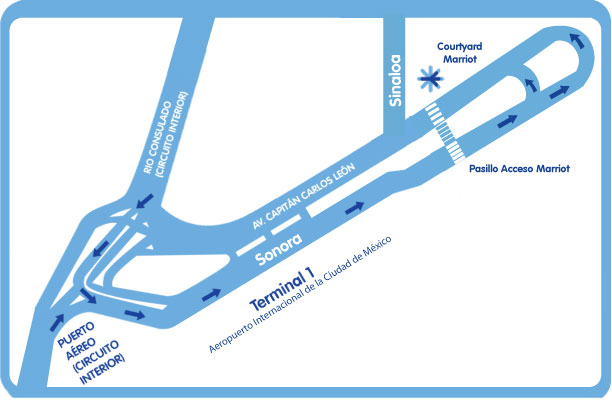 Courtyard
Marriot
Sinaloa
RIO CONSULADO
(CIRCUITO INTERIOR)
AV. CAPITÁN CARLOS LEÓN
Pasillo Acceso Marriot
Sonora
Terminal 1
Aeropuerto Internacional de la Ciudad de México
PUERTO
AÉREO
(CIRCUITO
INTERIOR)